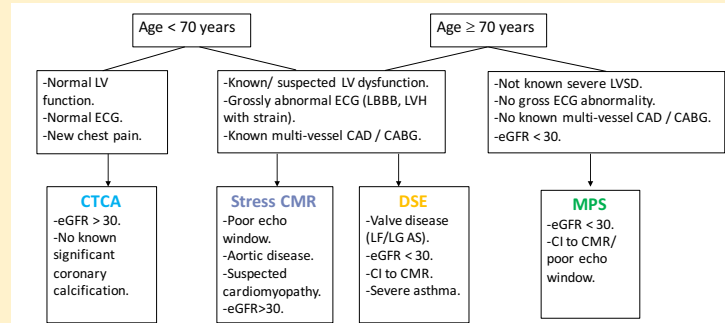 Age < 70 years
Age ≥ 70 years
-Normal LV
function.
-Normal ECG.
-New chest pain.
-Known/ suspected LV dysfunction.
-Grossly abnormal ECG (LBBB, LVH
with strain).
-Known multi-vessel CAD / CABG.
-Not known severe LVSD.
-No gross ECG abnormality.
-No known multi-vessel CAD / CABG.
-eGFR < 30.
CTCA
-eGFR > 30.
-No known
significant
coronary
calcification.
Stress CMR
-Poor echo
window.
-Aortic disease.
-Suspected
cardiomyopathy.
-eGFR>30.
DSE
-Valve disease
(LF/LG AS).
-eGFR < 30.
-CI to CMR.
-Severe asthma.
MPS
-eGFR < 30.
-CI to CMR/
poor echo
window.